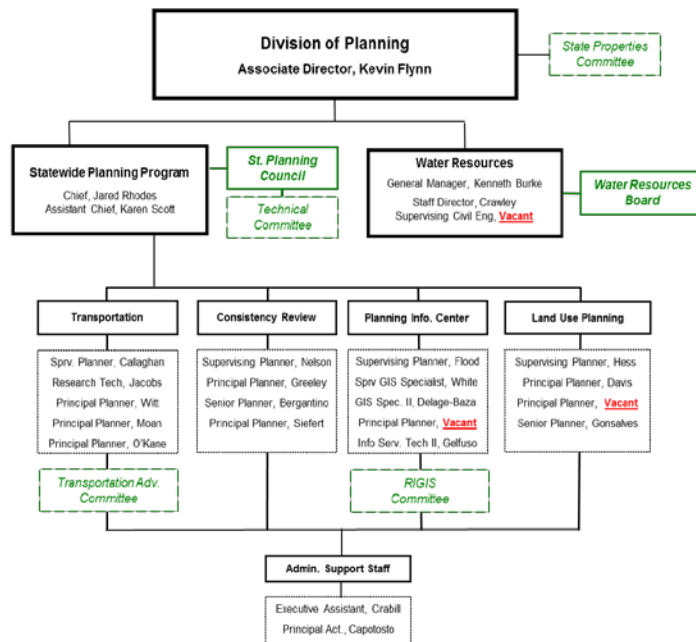 Division of Planning
Associate Director, Kevin Flynn
State Properties
Committee
Statewide Planning Program
Chief, Jared Rhodes
Assistant Chief, Karen Scott
St. Planning
Council
Technical
Committee
Water Resources
General Manager, Kenneth Burke
Staff Director, Crawley
Supervising Civil Eng, Vacant
Water Resources
Board
Transportation
Sprv. Planner, Callaghan
Research Tech, Jacobs
Principal Planner, Witt
Principal Planner, Moan
Principal Planner, O'Kane
Transportation Adv.
Committee
Consistency Review
Supervising Planner, Nelson
Principal Planner, Greeley
Senior Planner, Bergantino
Principal Planner, Siefert
Planning Info. Center
Supervising Planner, Flood
Sprv GIS Specialist, White
GIS Spec. II, Delage-Baza
Principal Planner, Vacant
Info Serv. Tech II, Gelfuso
RIGIS
Committee
Land Use Planning
Supervising Planner, Hess
Principal Planner, Davis
Principal Planner, Vacant
Senior Planner, Gonsalves
Admin. Support Staff
Executive Assistant, Crabill
Principal Act., Capotosto